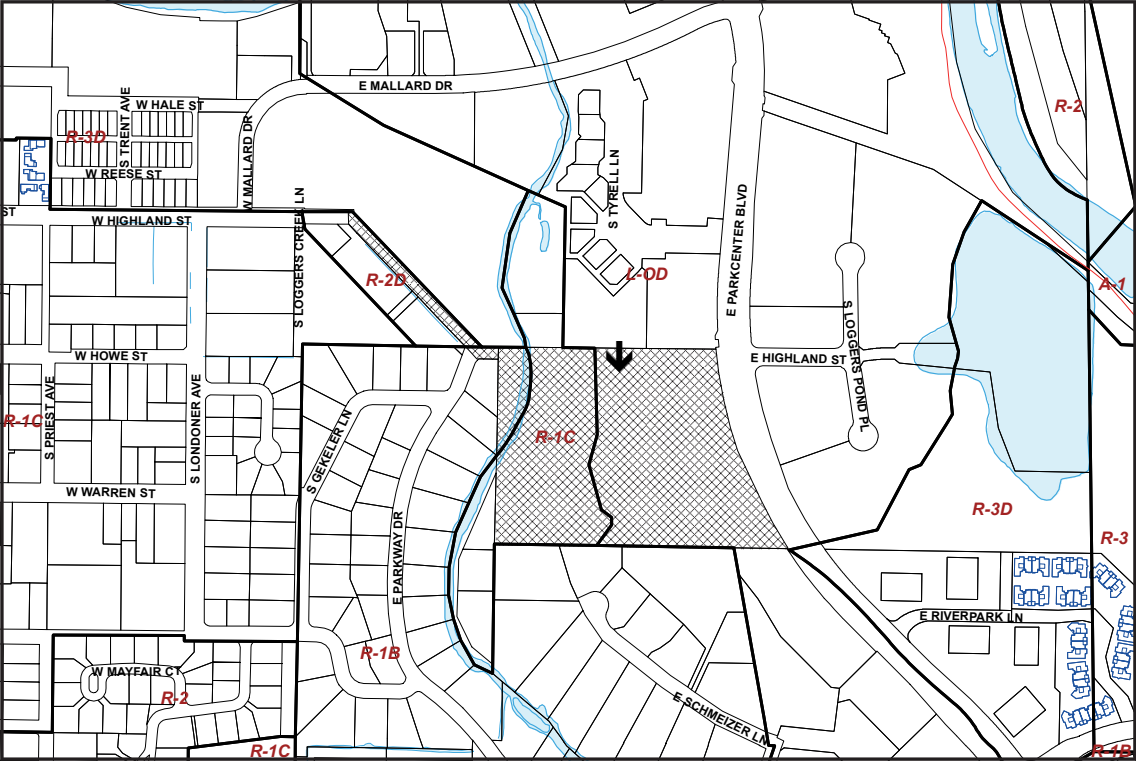 E MALLARD DR
R-2
W HALE ST
R-3D
S TRENT AVE
W MALLARD DR
W REESE ST
S TYRELL LN
ST
W HIGHLAND ST
S LOGGERS CREEK LN
E PARKCENTER BLVD
R-2D
L-OD
A-1
S LOGGERS POND PL
W HOWE ST
E HIGHLAND ST
R-1C
S PRIEST AVE
S LONDONER AVE
S GEKELER LN
R-1C
W WARREN ST
R-3D
R-3
E PARKWAY DR
E RIVERPARK LN
R-1B
W MAYFAIR CT
R-2
E SCHMEIZER LN
R-1C
R-1B